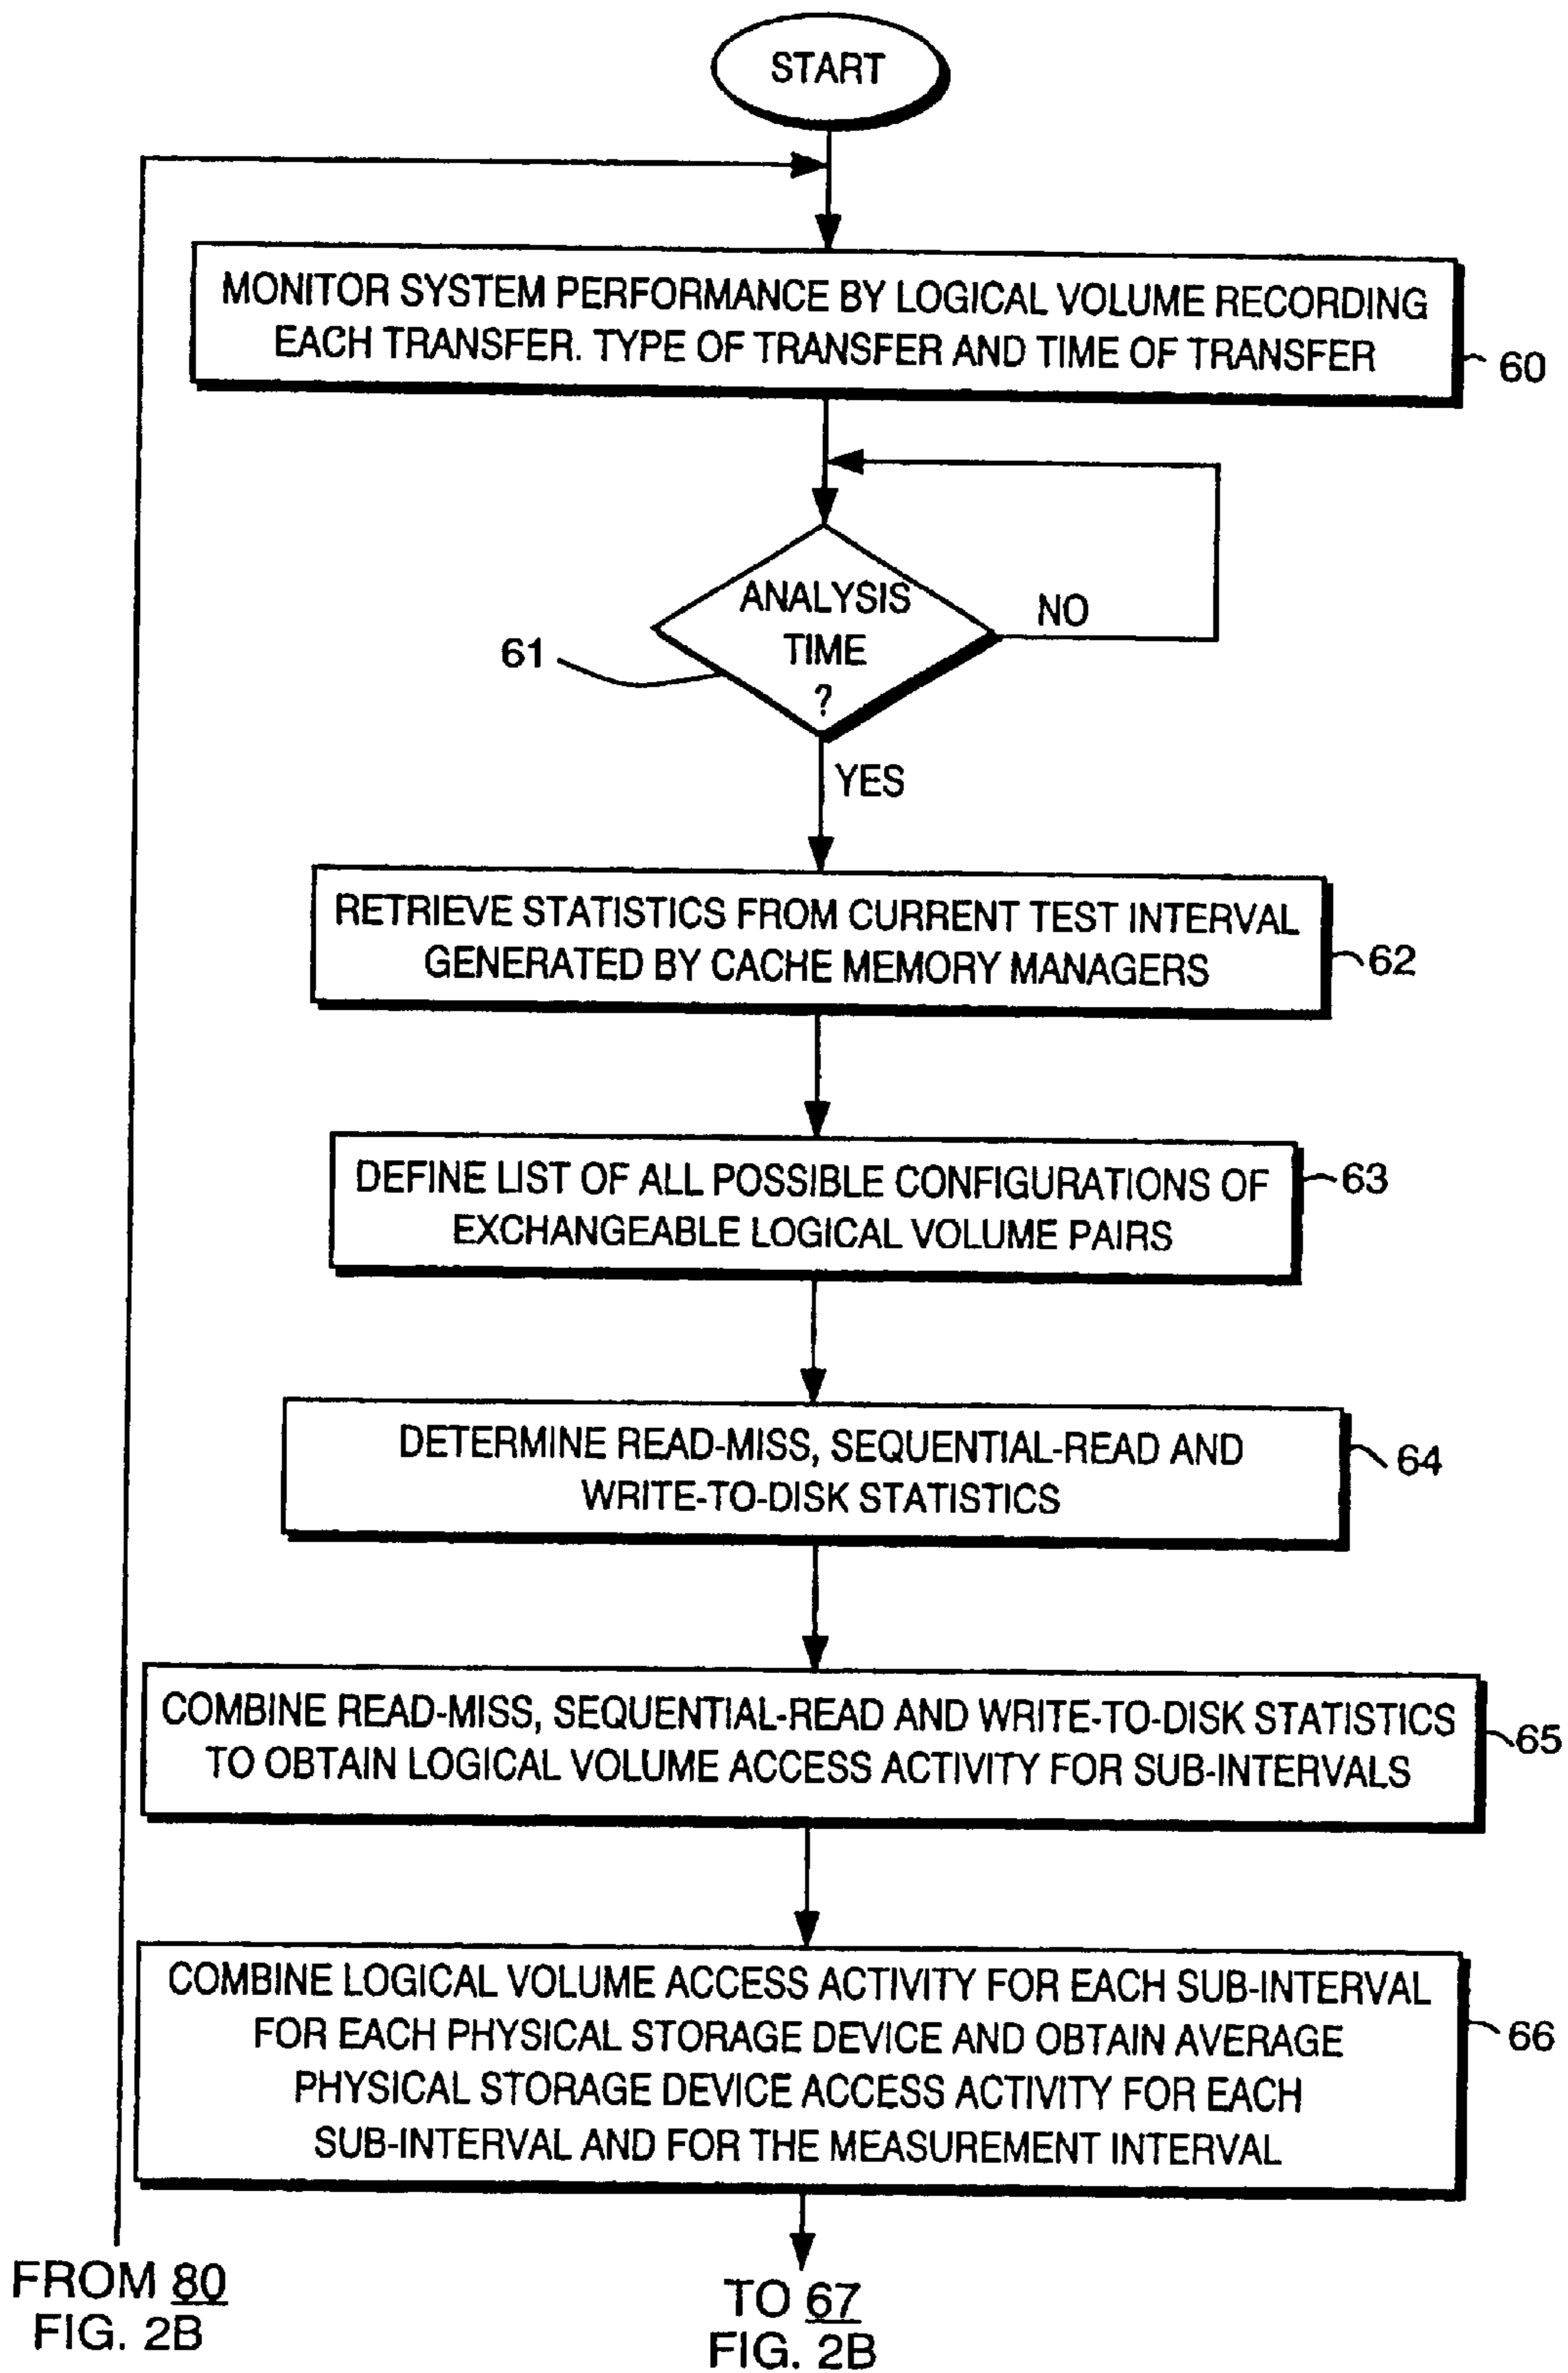 START
MONITOR SYSTEM PERFORMANCE BY LOGICAL VOLUME RECORDING
EACH TRANSFER. TYPE OF TRANSFER AND TIME OF TRANSFER
60
ANALYSIS
TIME
?
NO
61
YES
RETRIEVE STATISTICS FROM CURRENT TEST INTERVAL
GENERATED BY CACHE MEMORY MANAGERS
62
DEFINE LIST OF ALL POSSIBLE CONFIGURATIONS OF
EXCHANGEABLE LOGICAL VOLUME PAIRS
63
DETERMINE READ-MISS, SEQUENTIAL-READ AND
WRITE-TO-DISK STATISTICS
64
COMBINE READ-MISS, SEQUENTIAL-READ AND WRITE-TO-DISK STATISTICS
TO OBTAIN LOGICAL VOLUME ACCESS ACTIVITY FOR SUB-INTERVALS
65
COMBINE LOGICAL VOLUME ACCESS ACTIVITY FOR EACH SUB-INTERVAL
FOR EACH PHYSICAL STORAGE DEVICE AND OBTAIN AVERAGE
PHYSICAL STORAGE DEVICE ACCESS ACTIVITY FOR EACH
SUB-INTERVAL AND FOR THE MEASUREMENT INTERVAL
66
FROM 80
FIG. 2B
TO 67
FIG. 2B